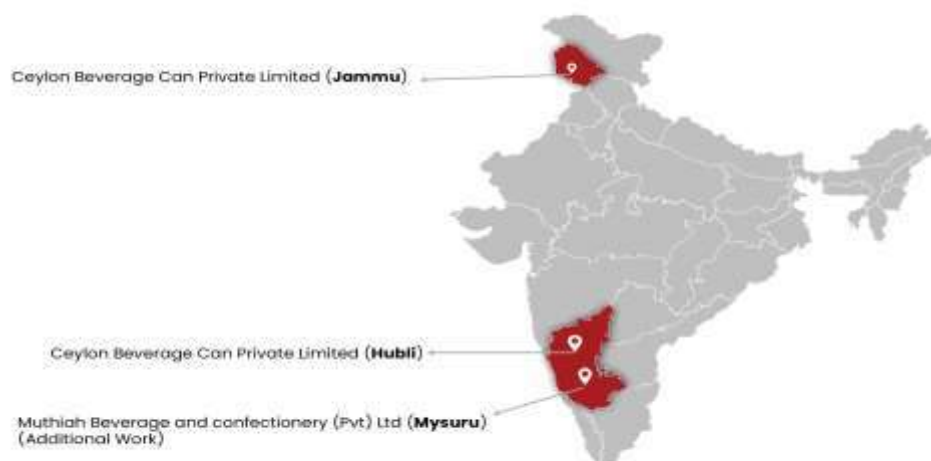 Ceylon Beverage Can Private Limited (Jammu)
Ceylon Beverage Can Private Limited (Hubli)
Muthiah Beverage and confectionery (Pvt) Ltd (Mysuru)
(Additional Work)